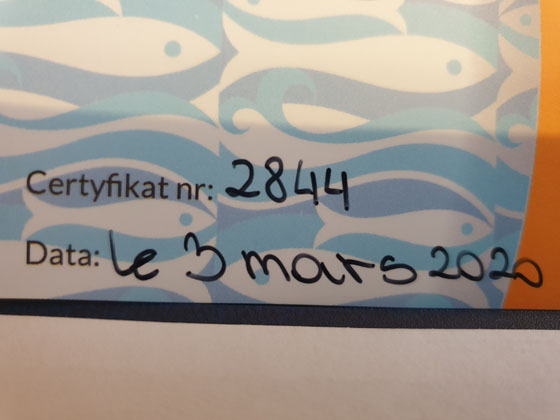 Certyfikat nr: 2844
Data: le 3 mars 2020